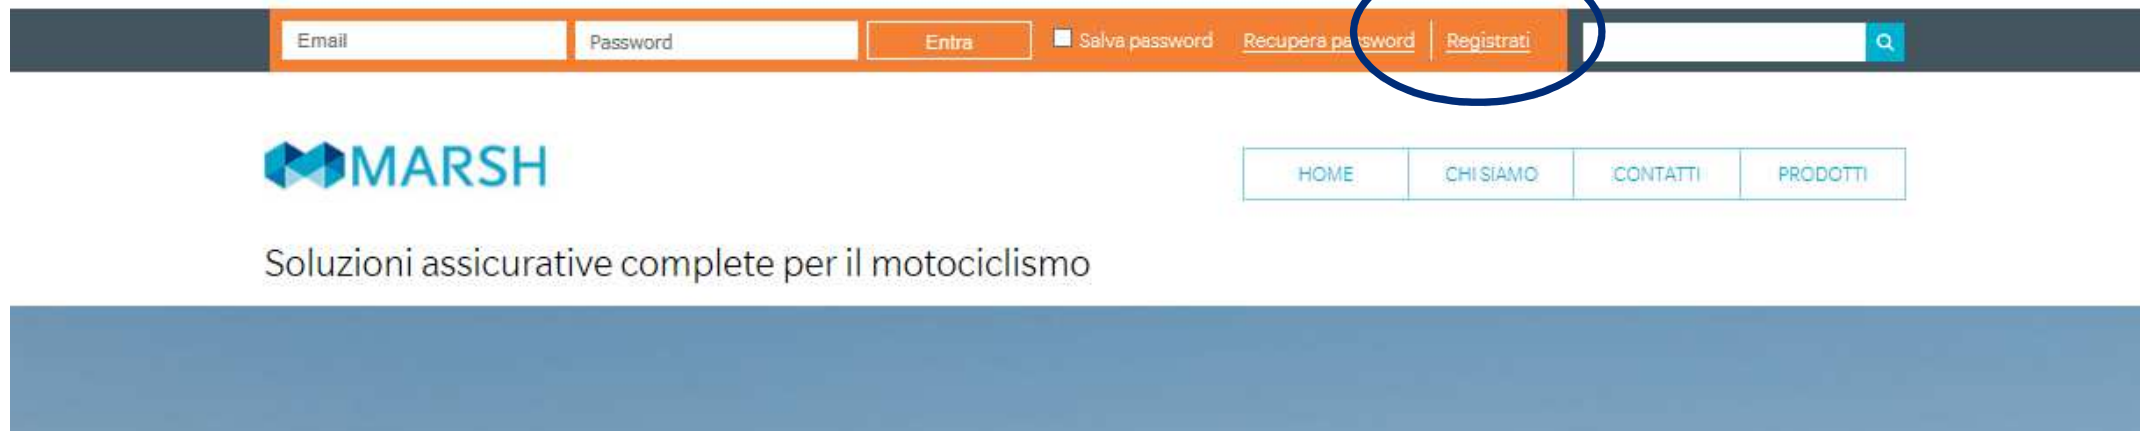 Email Password Entra Salva password Recupera password Registrati
MARSH
HOME CHI SIAMO CONTATTI PRODOTTI
Soluzioni assicurative complete per il motociclismo